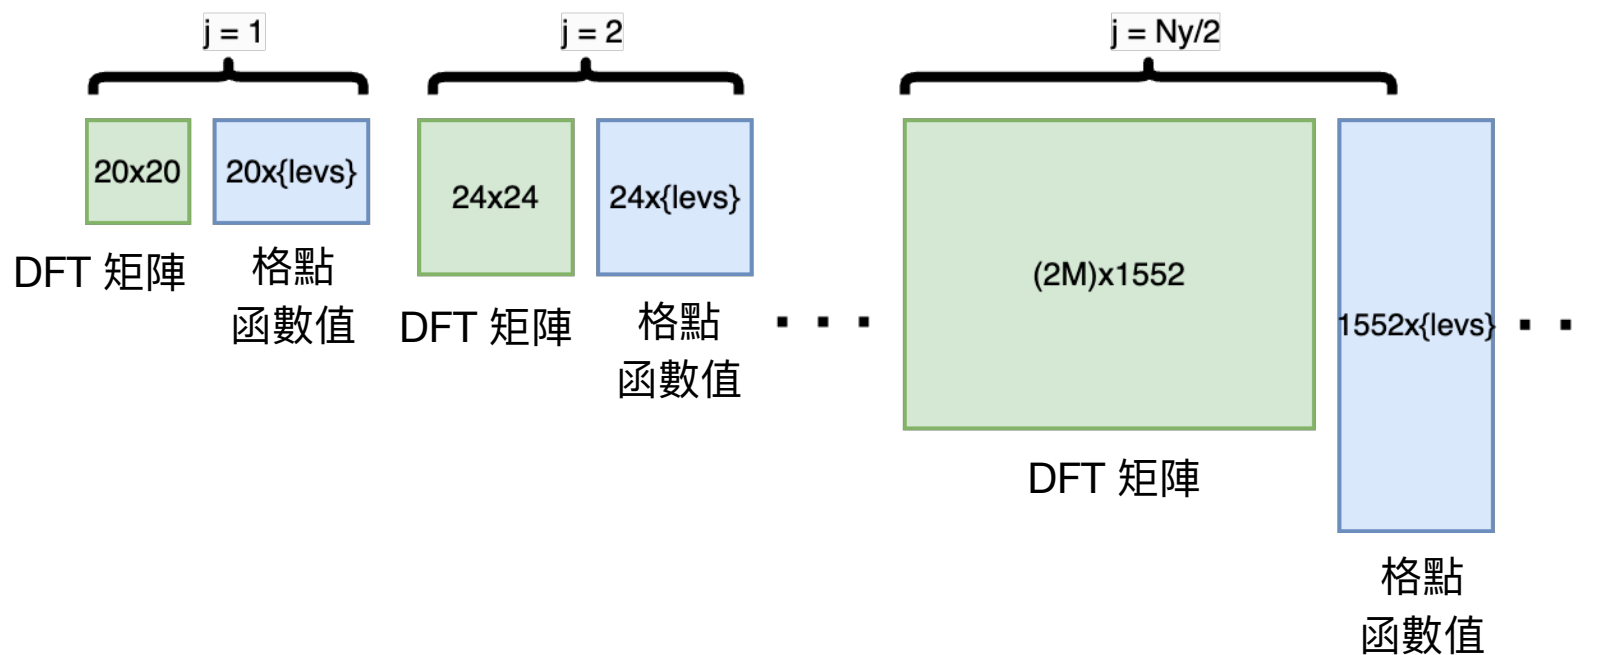 j = 1
j = 2
j = Ny/2
20x20
20x{levs}
24x24
24x{levs}
(2M)x1552
1552x{levs}
DFT 矩陣
格點
函數值
DFT 矩陣
格點
函數值
DFT 矩陣
格點
函數值